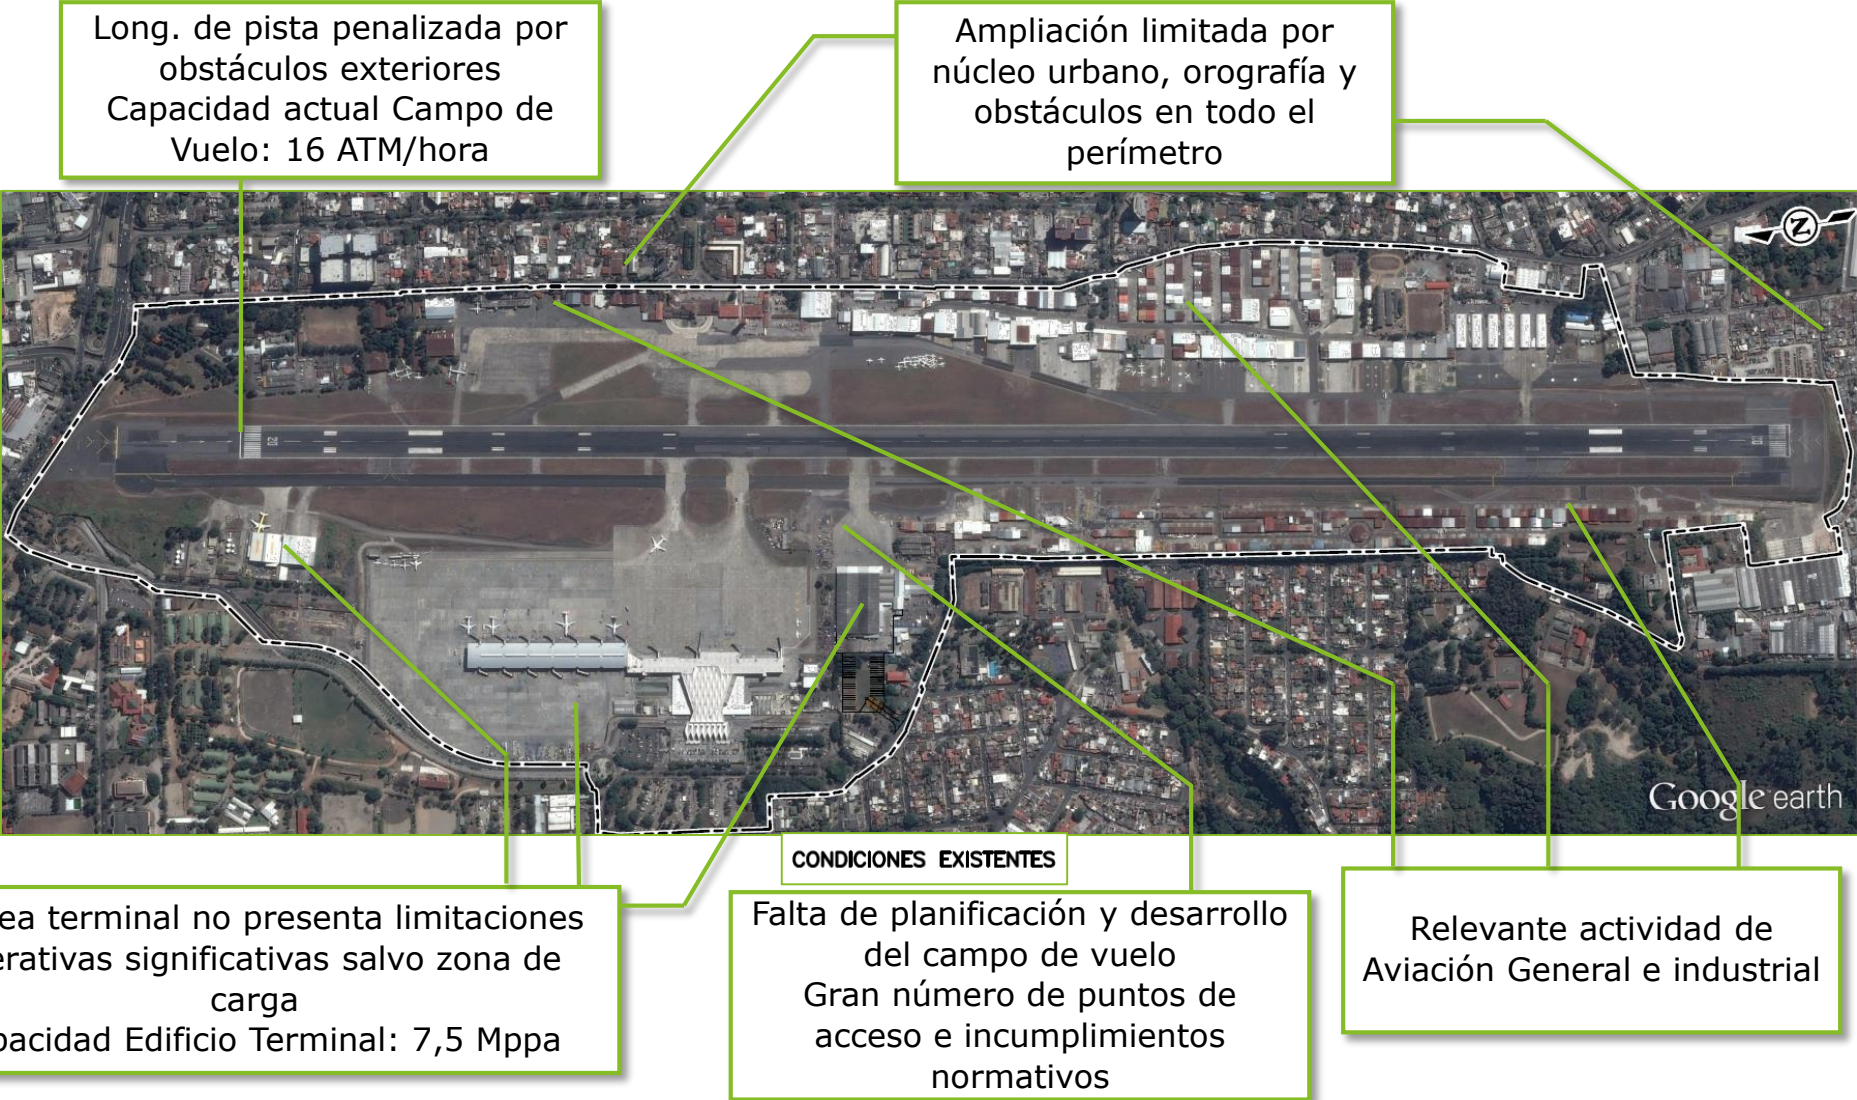 Long. de pista penalizada por
obstáculos exteriores
Capacidad actual Campo de
Vuelo: 16 ATM/hora
Ampliación limitada por
núcleo urbano, orografía y
obstáculos en todo el
perímetro
N
02
20
Google earth
CONDICIONES EXISTENTES
ea terminal no presenta limitaciones
erativas significativas salvo zona de
carga
pacidad Edificio Terminal: 7,5 Mppa
Falta de planificación y desarrollo
del campo de vuelo
Gran número de puntos de
acceso e incumplimientos
normativos
Relevante actividad de
Aviación General e industrial